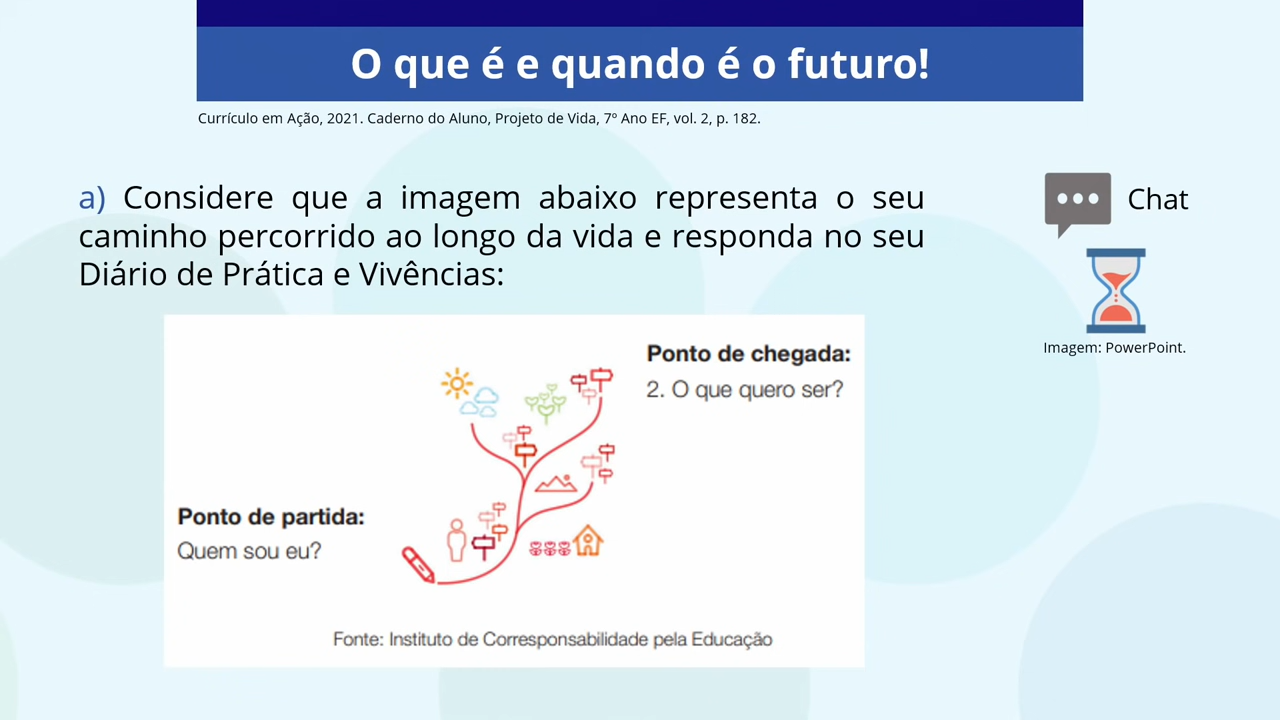 O que é e quando é o futuro!
Currículo em Ação, 2021. Caderno do Aluno, Projeto de Vida, 7º Ano EF, vol. 2, p. 182.
a) Considere que a imagem abaixo representa o seu
caminho percorrido ao longo da vida e responda no seu
Diário de Prática e Vivências:
Chat
Imagem: PowerPoint.
Ponto de chegada:
2. O que quero ser?
Ponto de partida:
Quem sou eu?
Fonte: Instituto de Corresponsabilidade pela Educação